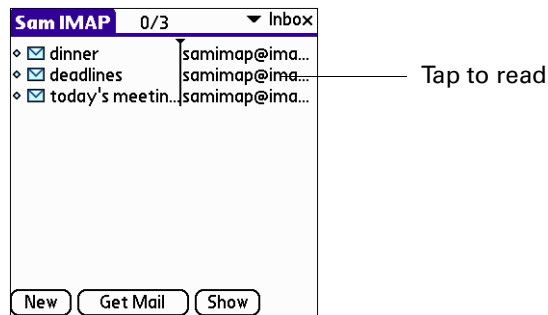 Sam IMAP 0/3 Inbox
dinner samimap@ima...
deadlines samimap@ima...
Tap to read
today's meetin... samimap@ima...
New Get Mail Show